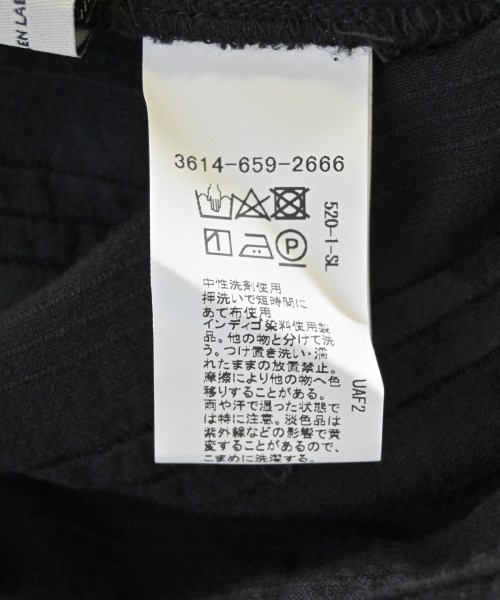 EN LAB
3614-659-2666
P
520-1-SL
中性洗剤使用
押洗いで短時間に
あて布使用
インディゴ染料使用製
品。他の物と分けて洗
う。つけ置き洗い・濡
れたままの放置禁止。
摩擦により他の物へ色
移りすることがある。
雨や汗で湿った状態で
は特に注意。淡色品は
紫外線などの影響で黄
変することがあるので、
こまめに洗濯する。
UAF2